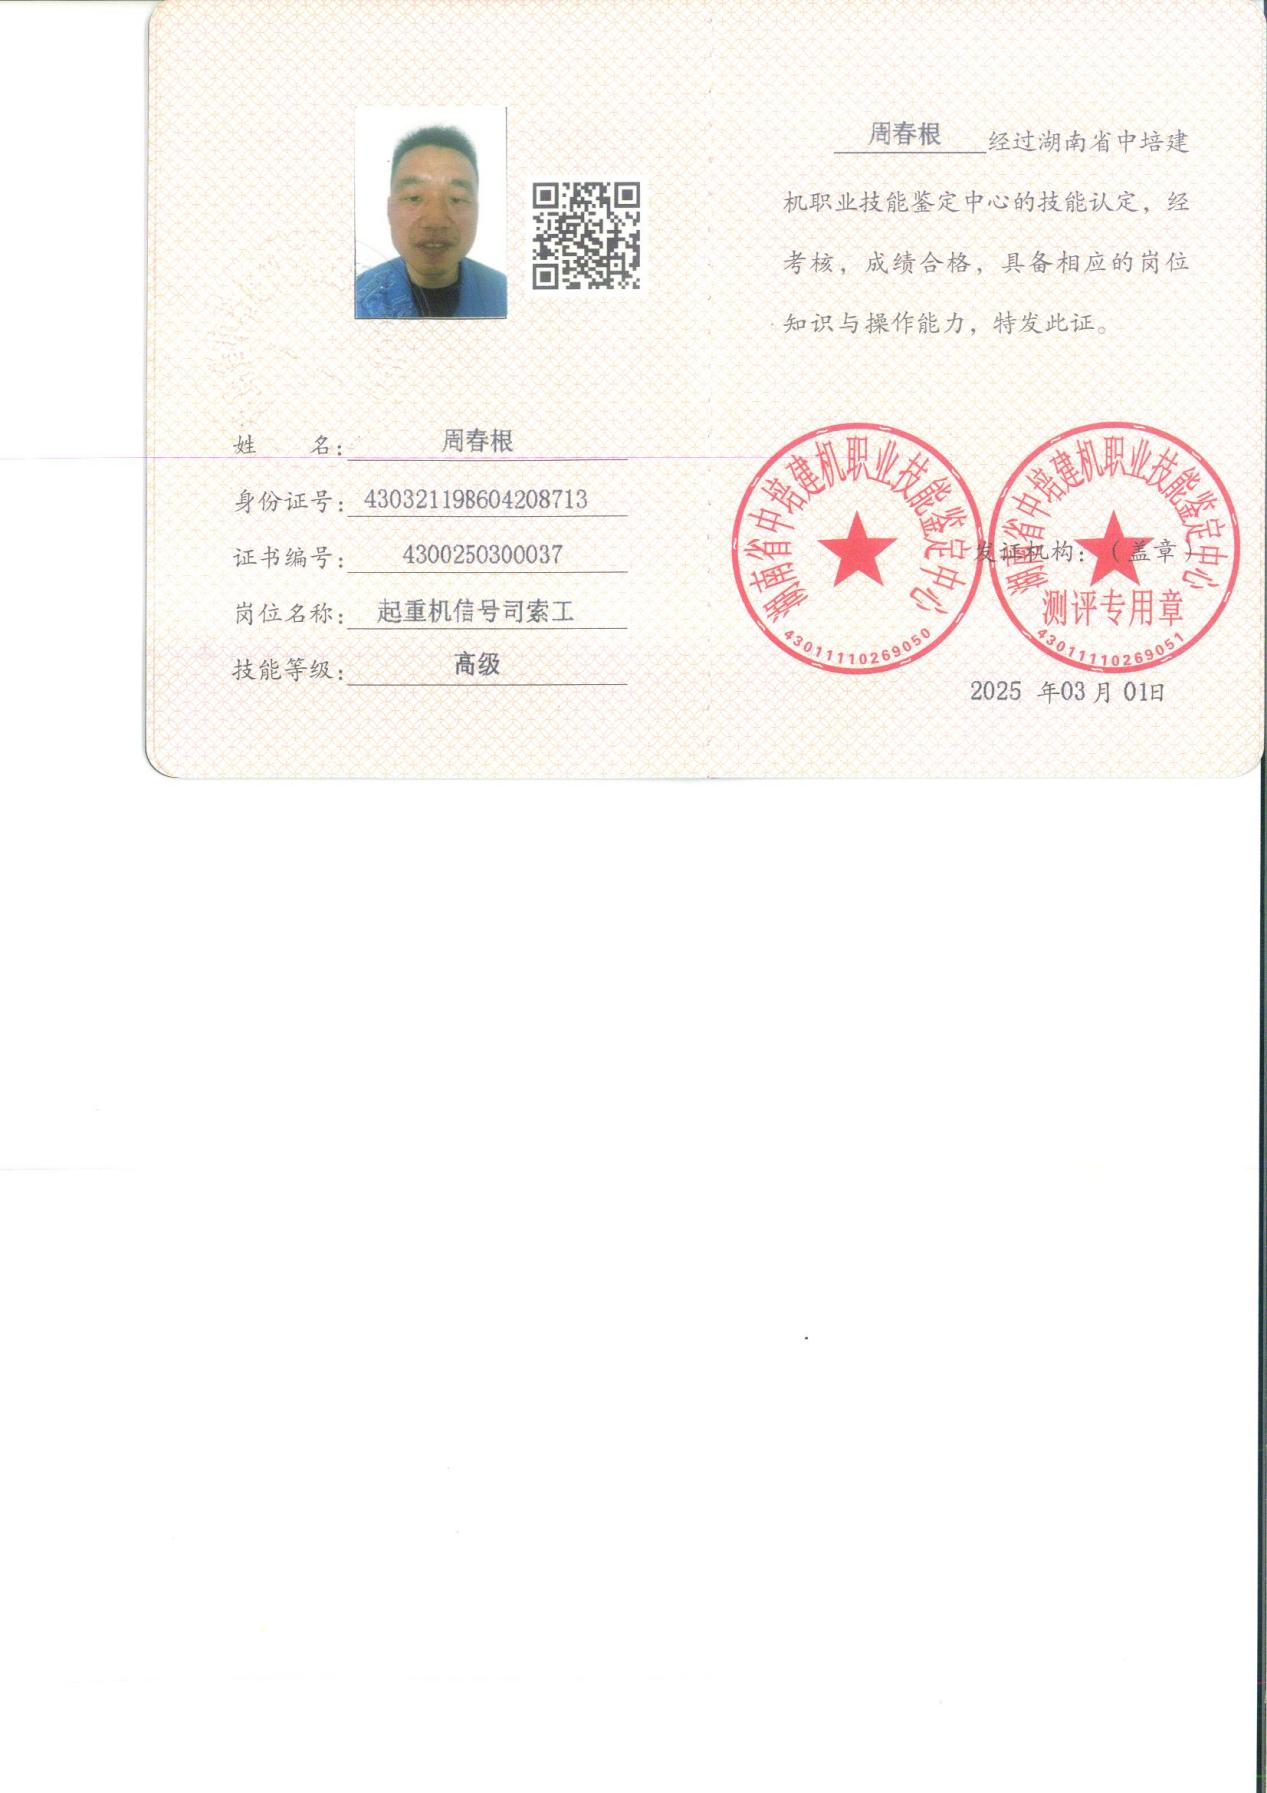 周春根 经过湖南省中培建
机职业技能鉴定中心的技能认定，经
考核，成绩合格，具备相应的岗位
知识与操作能力，特发此证。
姓 名：周春根
身份证号：430321198604208713
证书编号：4300250300037
岗位名称：起重机信号司索工
技能等级：高级
湖南省中培建机职业技能鉴定中心
43011110269050
湖南省中培建机职业技能鉴定中心
测评专用章
43011110269051
发证机构：（盖章）
2025 年03月 01日